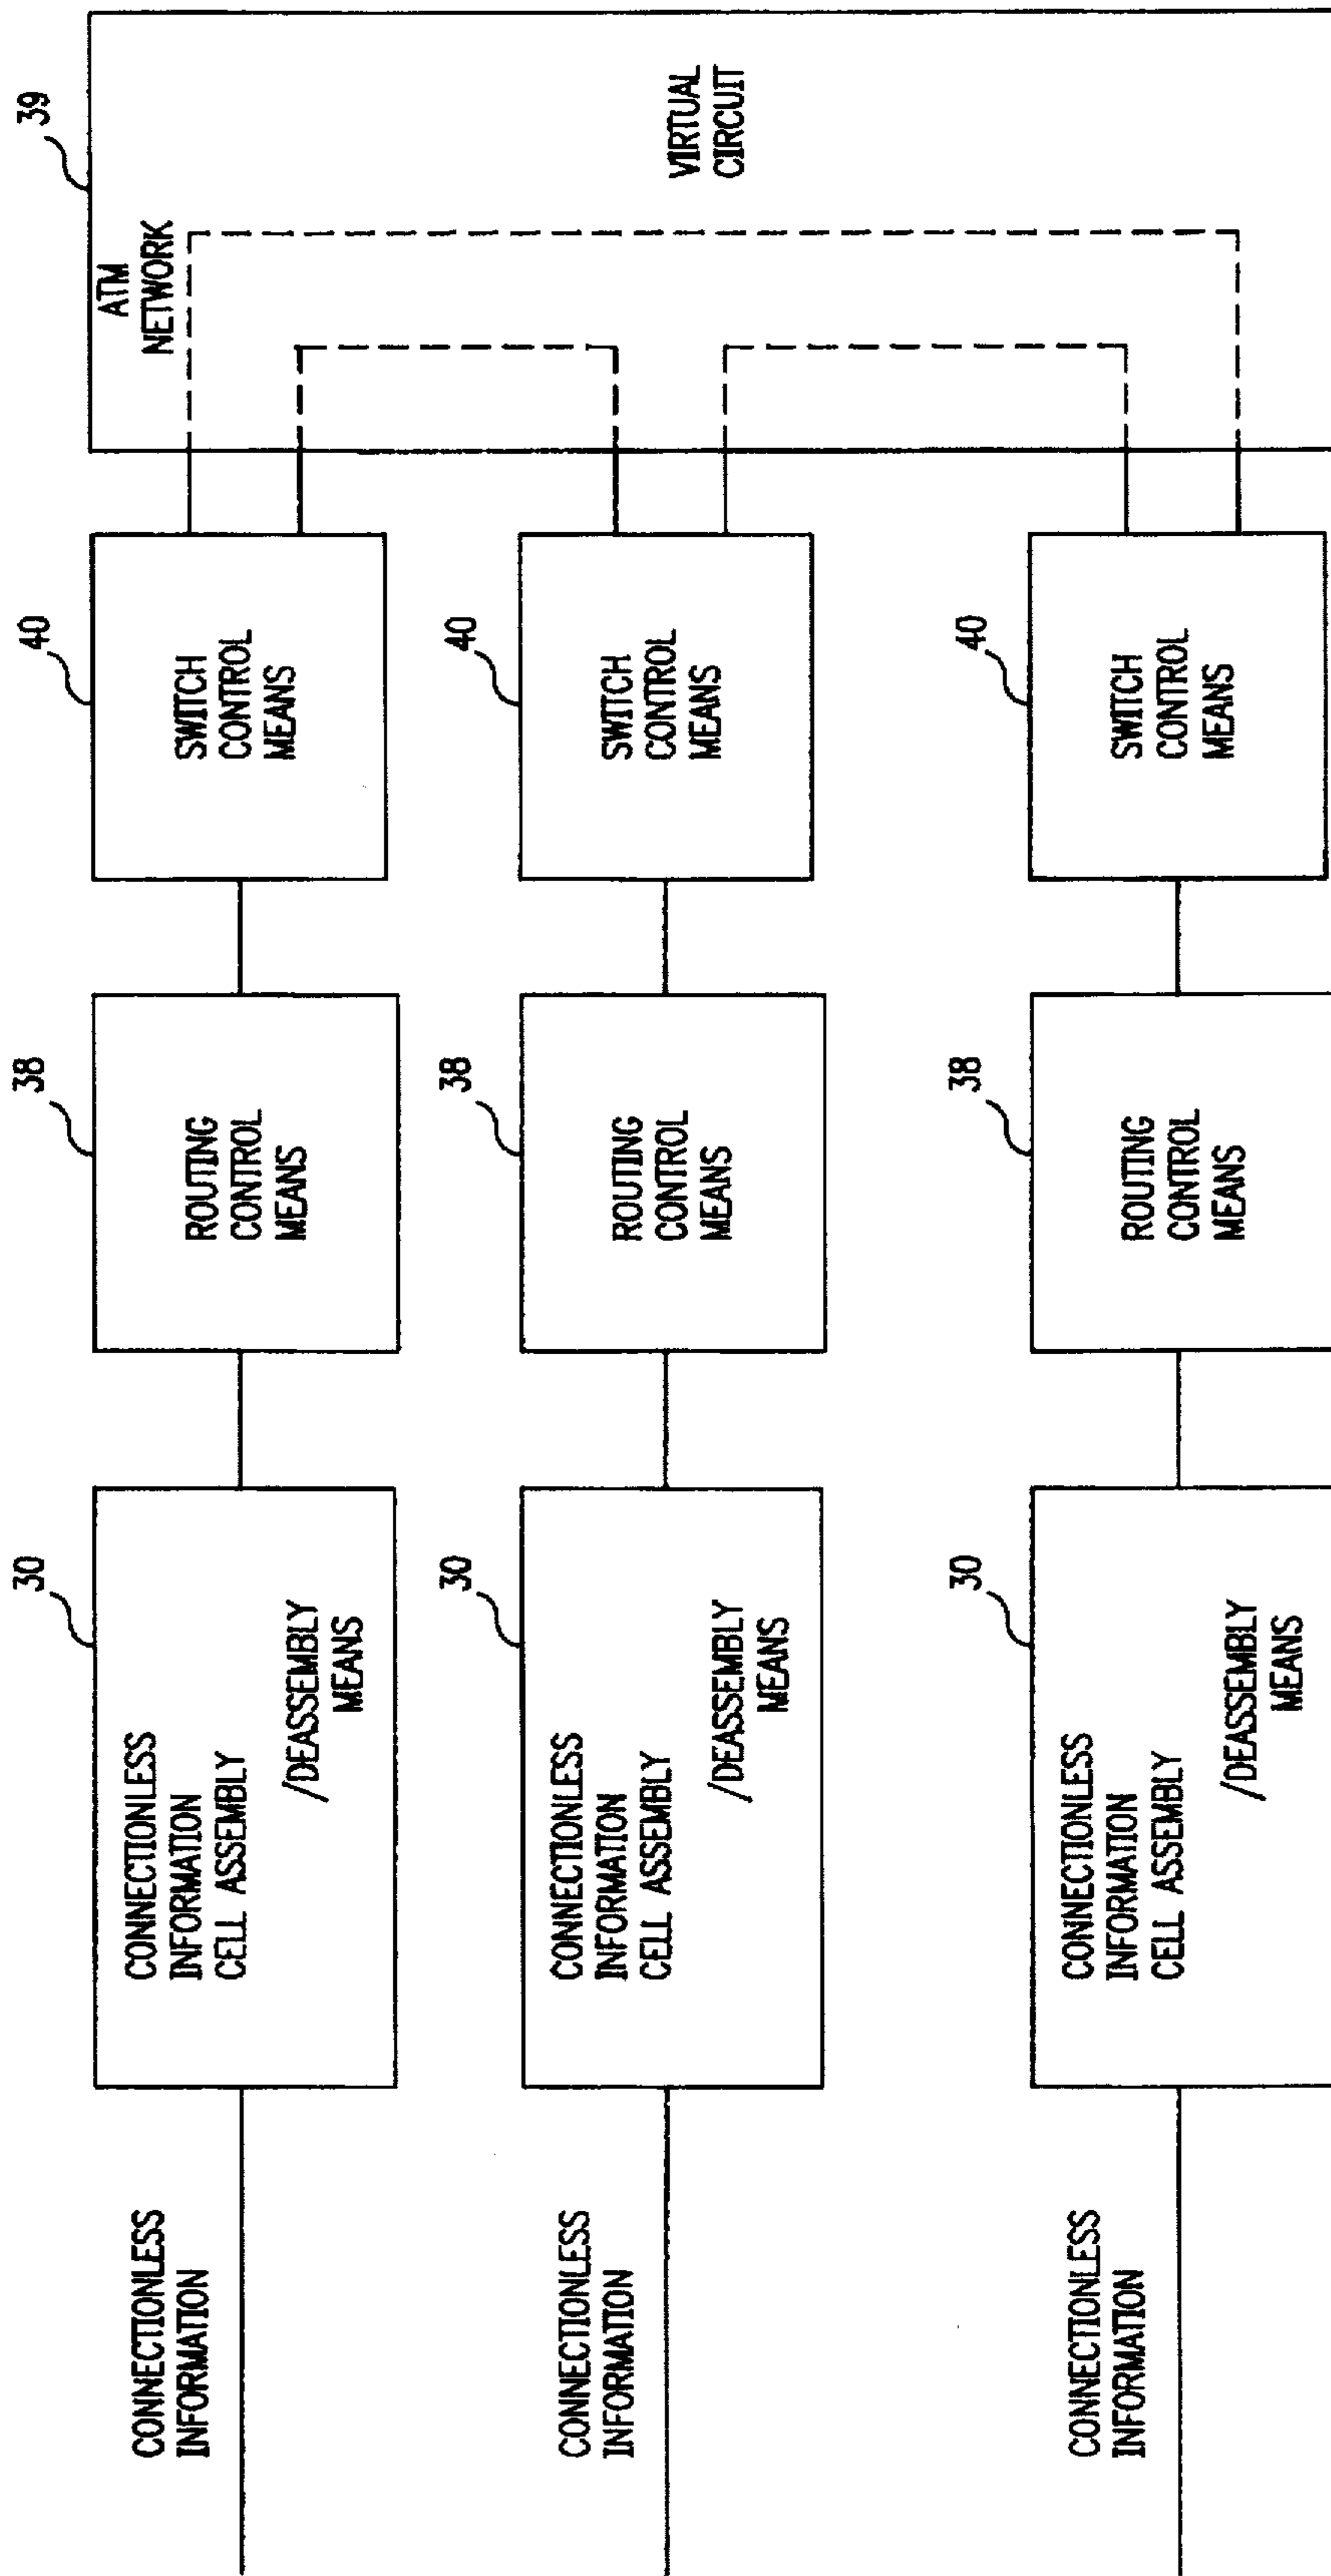 39
ATM
NETWORK
VIRTUAL
CIRCUIT
40
SWITCH
CONTROL
MEANS
40
SWITCH
CONTROL
MEANS
40
SWITCH
CONTROL
MEANS
38
ROUTING
CONTROL
MEANS
38
ROUTING
CONTROL
MEANS
38
ROUTING
CONTROL
MEANS
30
CONNECTIONLESS
INFORMATION
CELL ASSEMBLY
/DEASSEMBLY
MEANS
30
CONNECTIONLESS
INFORMATION
CELL ASSEMBLY
/DEASSEMBLY
MEANS
30
CONNECTIONLESS
INFORMATION
CELL ASSEMBLY
/DEASSEMBLY
MEANS
CONNECTIONLESS
INFORMATION
CONNECTIONLESS
INFORMATION
CONNECTIONLESS
INFORMATION